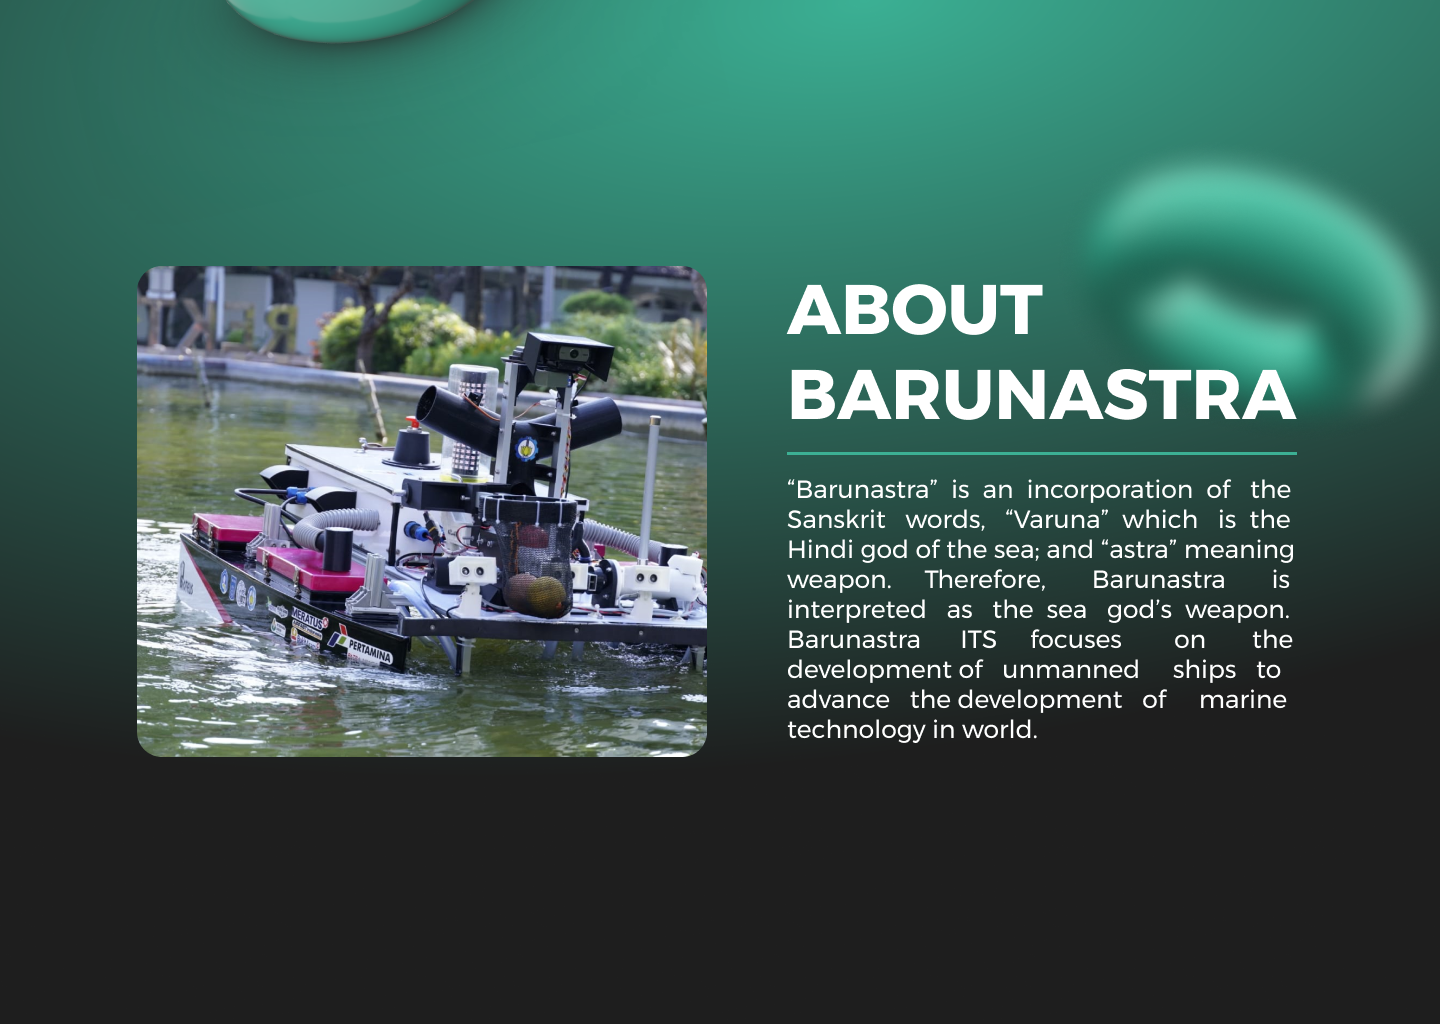 ABOUT
BARUNASTRA
“Barunastra” is an incorporation of the
Sanskrit words, “Varuna” which is the
Hindi god of the sea; and “astra” meaning
weapon. Therefore, Barunastra is
interpreted as the sea god’s weapon.
Barunastra ITS focuses on the
development of unmanned ships to
advance the development of marine
technology in world.
MERATUS
PERTAMINA